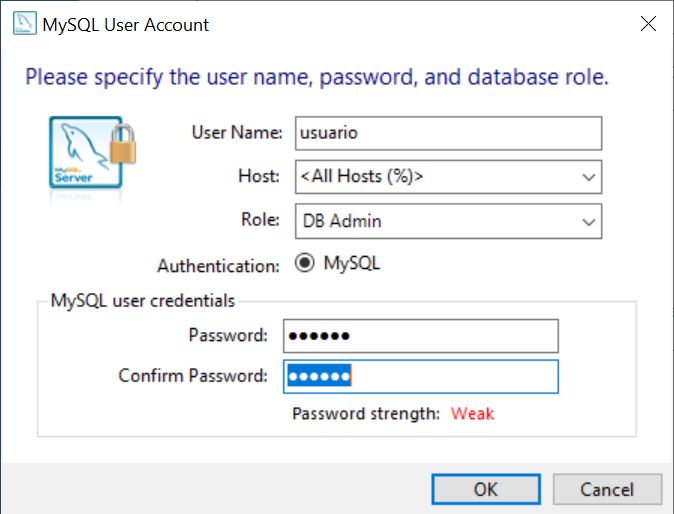 MySQL User Account
Please specify the user name, password, and database role.
MySQL
Server
User Name: usuario
Host: <All Hosts (%)>
Role: DB Admin
Authentication: MySQL
MySQL user credentials
Password: ●●●●●●
Confirm Password: ●●●●●●
Password strength: Weak
OK Cancel